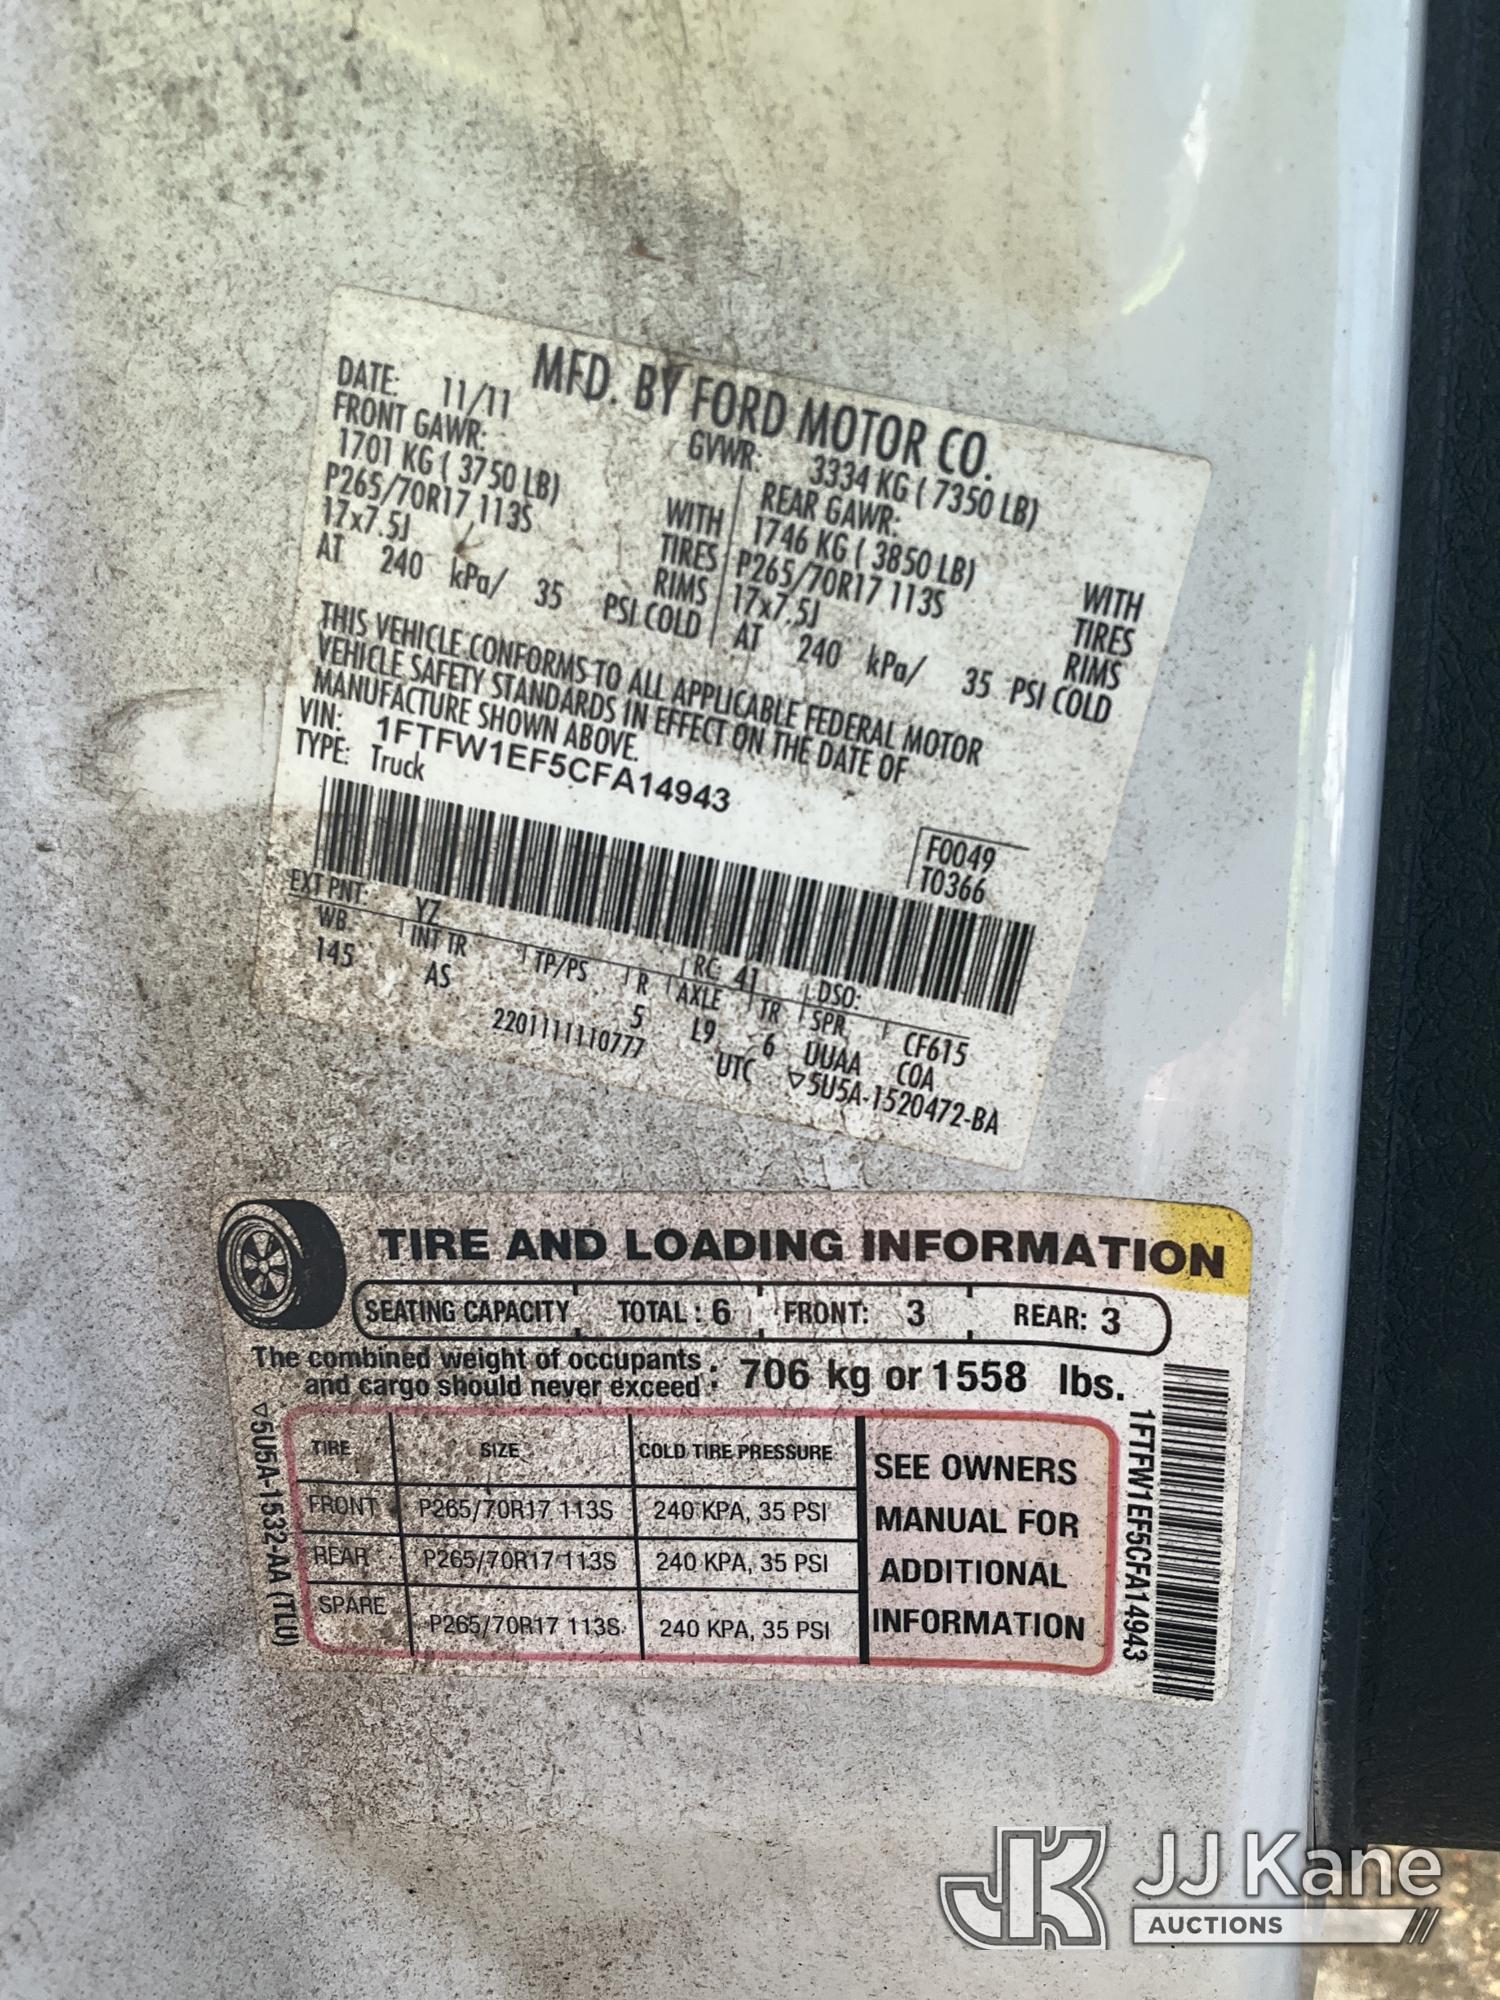 MFD. BY FORD MOTOR CO.
DATE: 11/11 GVWR: 3334 KG ( 7350 LB)
FRONT GAWR: REAR GAWR:
1701 KG ( 3750 LB) WITH 1746 KG ( 3850 LB) WITH
P265/70R17 113S TIRES P265/70R17 113S TIRES
17x7.5J RIMS 17x7.5J RIMS
AT 240 kPa/ 35 PSI COLD AT 240 kPa/ 35 PSI COLD
THIS VEHICLE CONFORMS TO ALL APPLICABLE FEDERAL MOTOR
VEHICLE SAFETY STANDARDS IN EFFECT ON THE DATE OF
MANUFACTURE SHOWN ABOVE.
VIN: 1FTFW1EF5CFA14943
TYPE: Truck
F0049
T0366
EXT PNT: YZ RC: 41 DSO:
WB INT TR TP/PS R AXLE TR SPR CF615
145 AS 5 L9 6 UUAA COA
2201111110777 UTC ▽5U5A-1520472-BA
TIRE AND LOADING INFORMATION
SEATING CAPACITY TOTAL : 6 FRONT: 3 REAR: 3
The combined weight of occupants : 706 kg or 1558 lbs.
and cargo should never exceed :
TIRE SIZE COLD TIRE PRESSURE
FRONT P265/70R17 113S 240 KPA, 35 PSI
REAR P265/70R17 113S 240 KPA, 35 PSI
SPARE P265/70R17 113S 240 KPA, 35 PSI
SEE OWNERS
MANUAL FOR
ADDITIONAL
INFORMATION
▽5U5A-1532-AA (TLU)
1FTFW1EF5CFA14943
JK JJ Kane
AUCTIONS